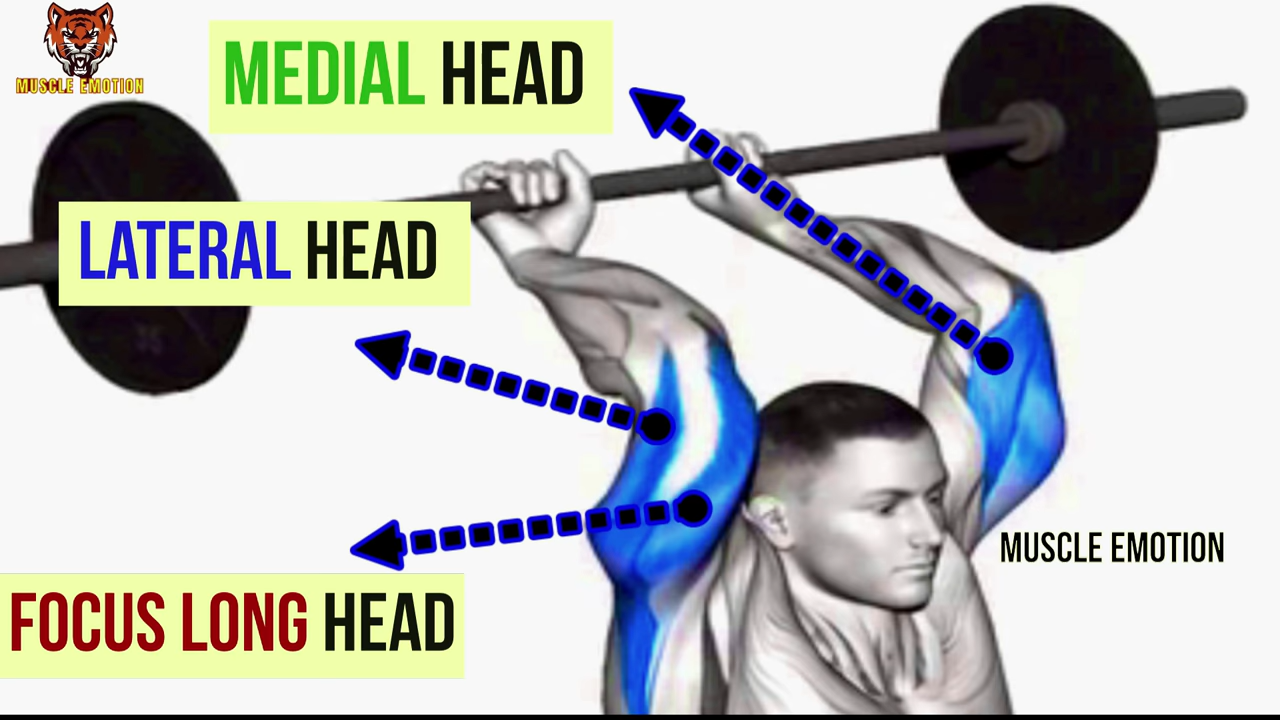 MUSCLE EMOTION
MEDIAL HEAD
LATERAL HEAD
FOCUS LONG HEAD
MUSCLE EMOTION